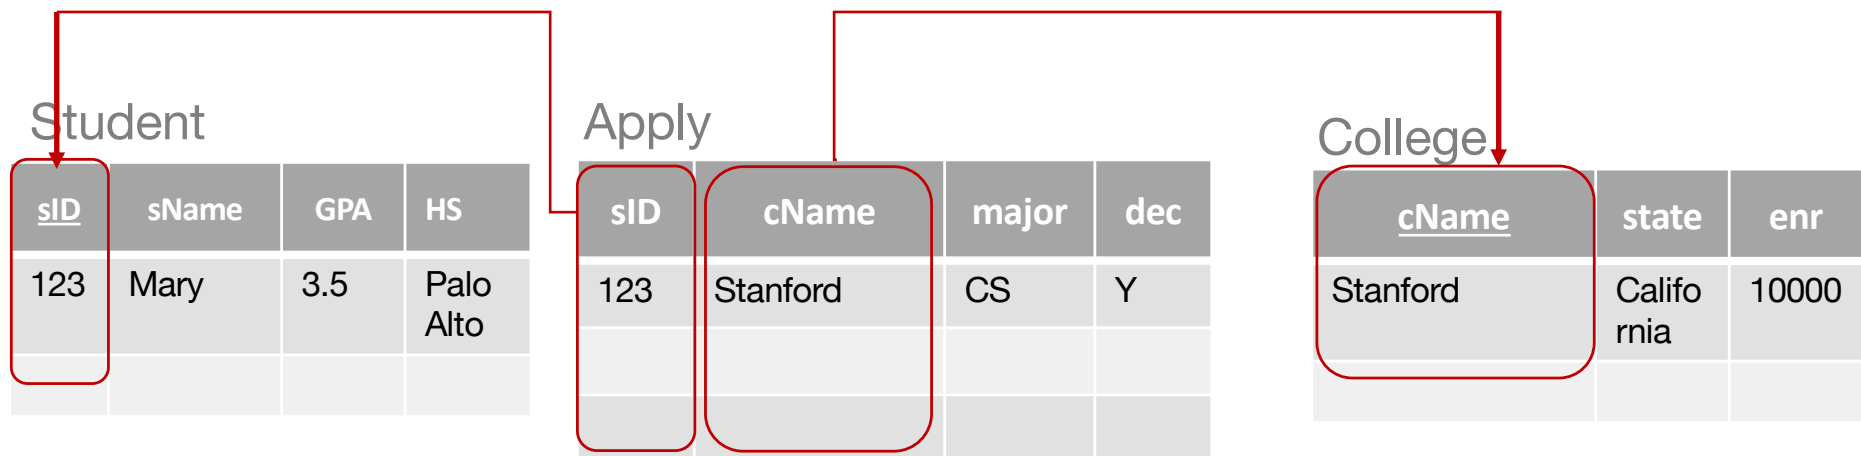 Student
sID sName GPA HS
123 Mary 3.5 Palo
Alto
Apply
sID cName major dec
123 Stanford CS Y
College
cName state enr
Stanford Califo 10000
rnia